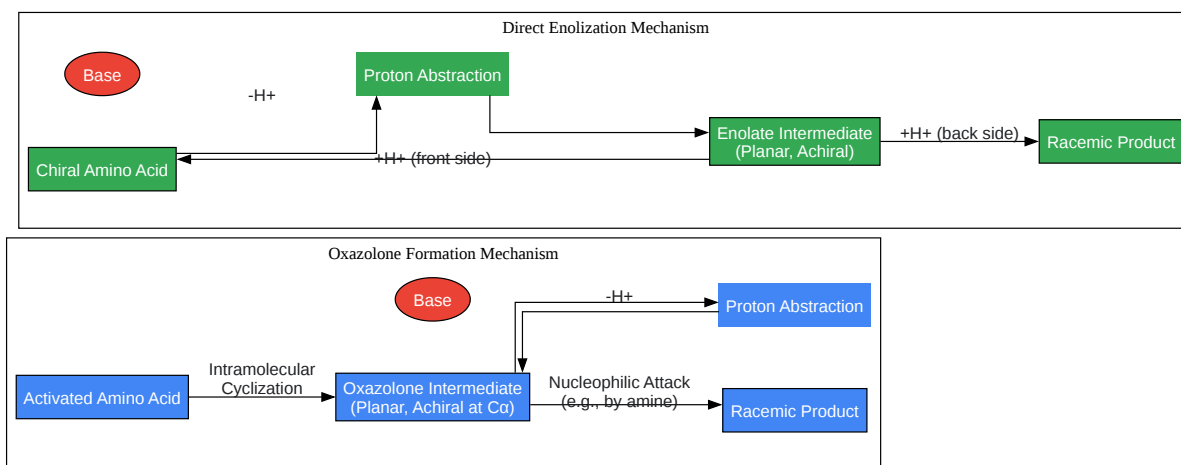 Direct Enolization Mechanism
Base
Proton Abstraction
-H+
Enolate Intermediate
(Planar, Achiral)
+H+ (back side)
Racemic Product
+H+ (front side)
Chiral Amino Acid
Oxazolone Formation Mechanism
Base
-H+
Proton Abstraction
Intramolecular
Cyclization
Activated Amino Acid
Oxazolone Intermediate
(Planar, Achiral at Cα)
Nucleophilic Attack
(e.g., by amine)
Racemic Product